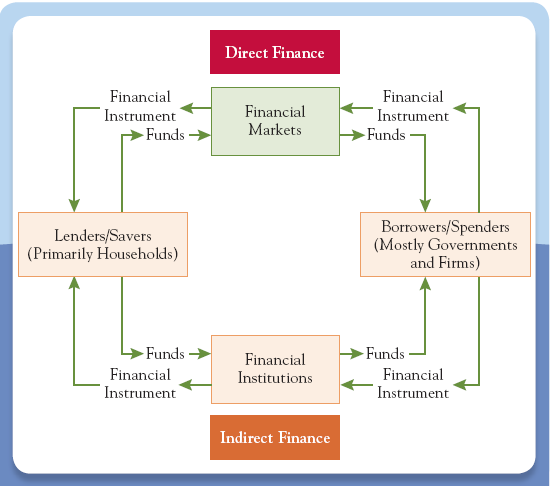 Direct Finance
Financial
Instrument
Funds
Financial
Markets
Financial
Instrument
Funds
Lenders/Savers
(Primarily Households)
Borrowers/Spenders
(Mostly Governments
and Firms)
Funds
Financial
Instrument
Financial
Institutions
Funds
Financial
Instrument
Indirect Finance